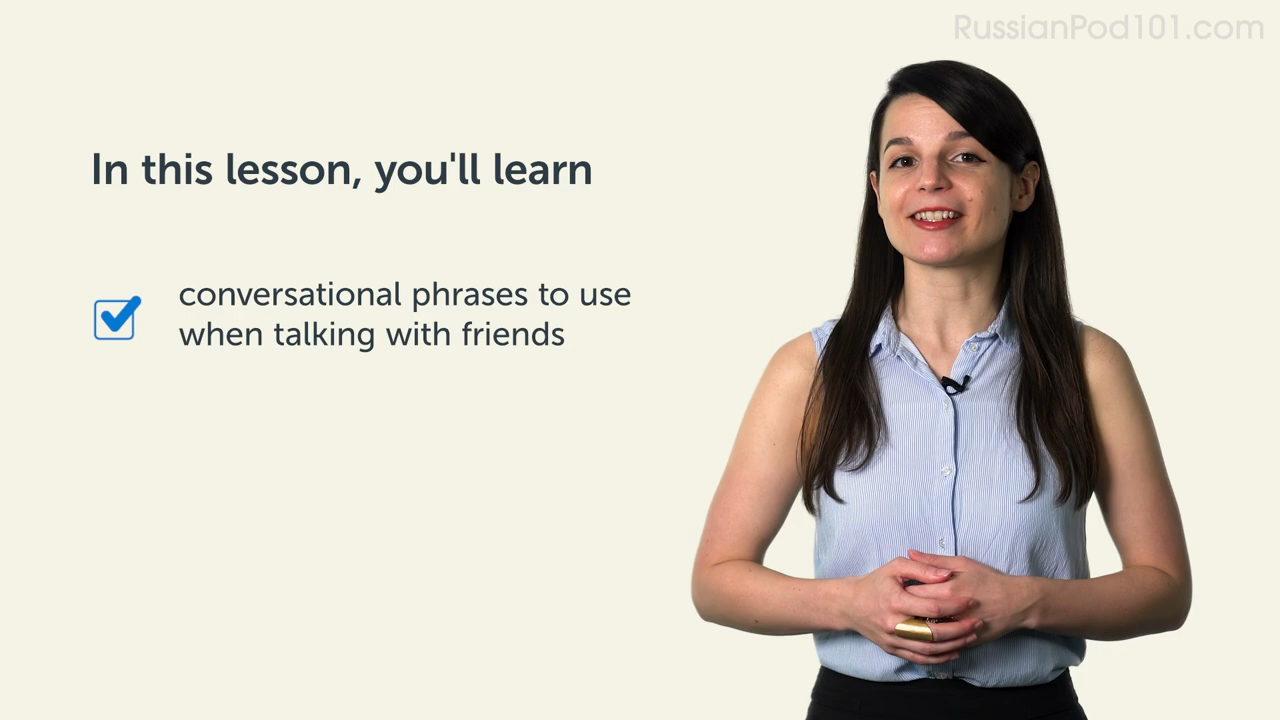 RussianPod101.com
In this lesson, you'll learn
conversational phrases to use
when talking with friends